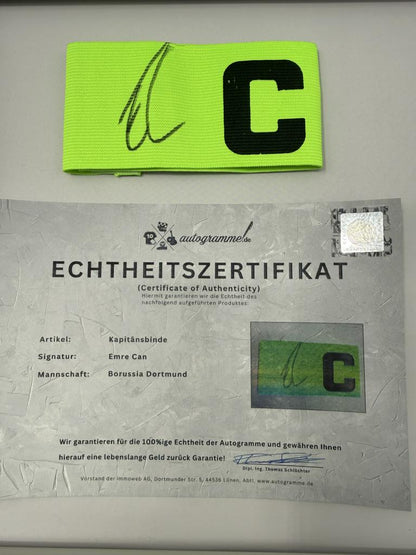 C
autogramme.de
ECHTHEITSZERTIFIKAT
(Certificate of Authenticity)
Hiermit garantieren wir die Echtheit des
nachfolgend aufgeführten Produktes:
Artikel: Kapitänsbinde
Signatur: Emre Can
Mannschaft: Borussia Dortmund
C
Wir garantieren für die 100%ige Echtheit der Autogramme und gewähren Ihnen
hierauf eine lebenslange Geld zurück Garantie!
Dipl. Ing. Thomas Schlüchter
Vorstand der immoweb AG, Dortmunder Str. 5, 44536 Lünen, Abtl. www.autogramme.de